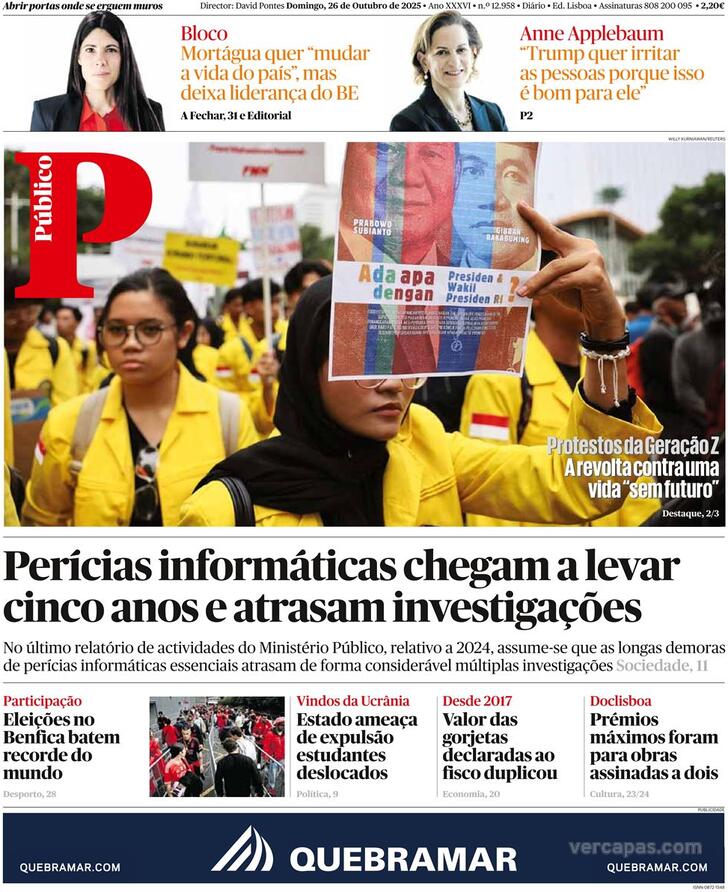 Abrir portas onde se erguem muros
Director: David Pontes Domingo, 26 de Outubro de 2025 • Ano XXXVI • n.º 12.958 • Diário • Ed. Lisboa • Assinaturas 808 200 095 • 2,20€
Bloco
Mortágua quer “mudar
a vida do país”, mas
deixa liderança do BE
A Fechar, 31 e Editorial
Anne Applebaum
“Trump quer irritar
as pessoas porque isso
é bom para ele”
P2
WILLY KURNIAWAN/REUTERS
Público
P
PRABOWO
SUBIANTO
GIBRAN
RAKABUMING
Ada apa
dengan
Presiden &
Wakil
Presiden RI
?
Protestos da Geração Z
A revolta contra uma
vida “sem futuro”
Destaque, 2/3
Perícias informáticas chegam a levar
cinco anos e atrasam investigações
No último relatório de actividades do Ministério Público, relativo a 2024, assume-se que as longas demoras
de perícias informáticas essenciais atrasam de forma considerável múltiplas investigações Sociedade, 11
Participação
Eleições no
Benfica batem
recorde do
mundo
Desporto, 28
Vindos da Ucrânia
Estado ameaça
de expulsão
estudantes
deslocados
Política, 9
Desde 2017
Valor das
gorjetas
declaradas ao
fisco duplicou
Economia, 20
Doclisboa
Prémios
máximos foram
para obras
assinadas a dois
Cultura, 23/24
PUBLICIDADE
QUEBRAMAR.COM
QUEBRAMAR
vercapas.com
QUEBRAMAR.COM
ISNN-0872-1548